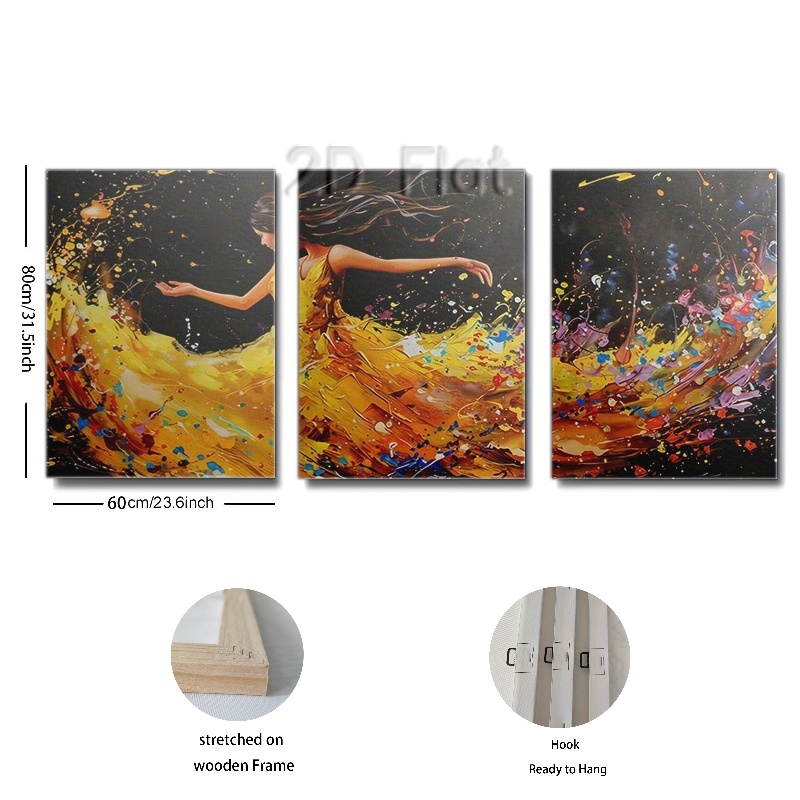 2D Flat
80cm/31.5inch
60cm/23.6inch
stretched on
wooden Frame
Hook
Ready to Hang